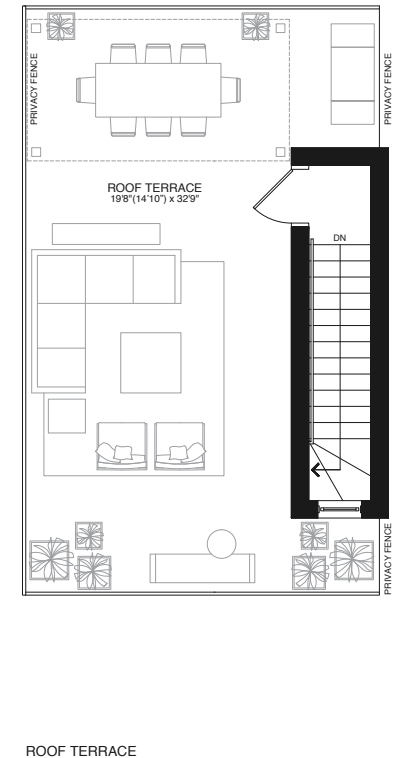 PRIVACY FENCE
PRIVACY FENCE
ROOF TERRACE
19'8"(14'10") x 32'9"
DN
PRIVACY FENCE
ROOF TERRACE